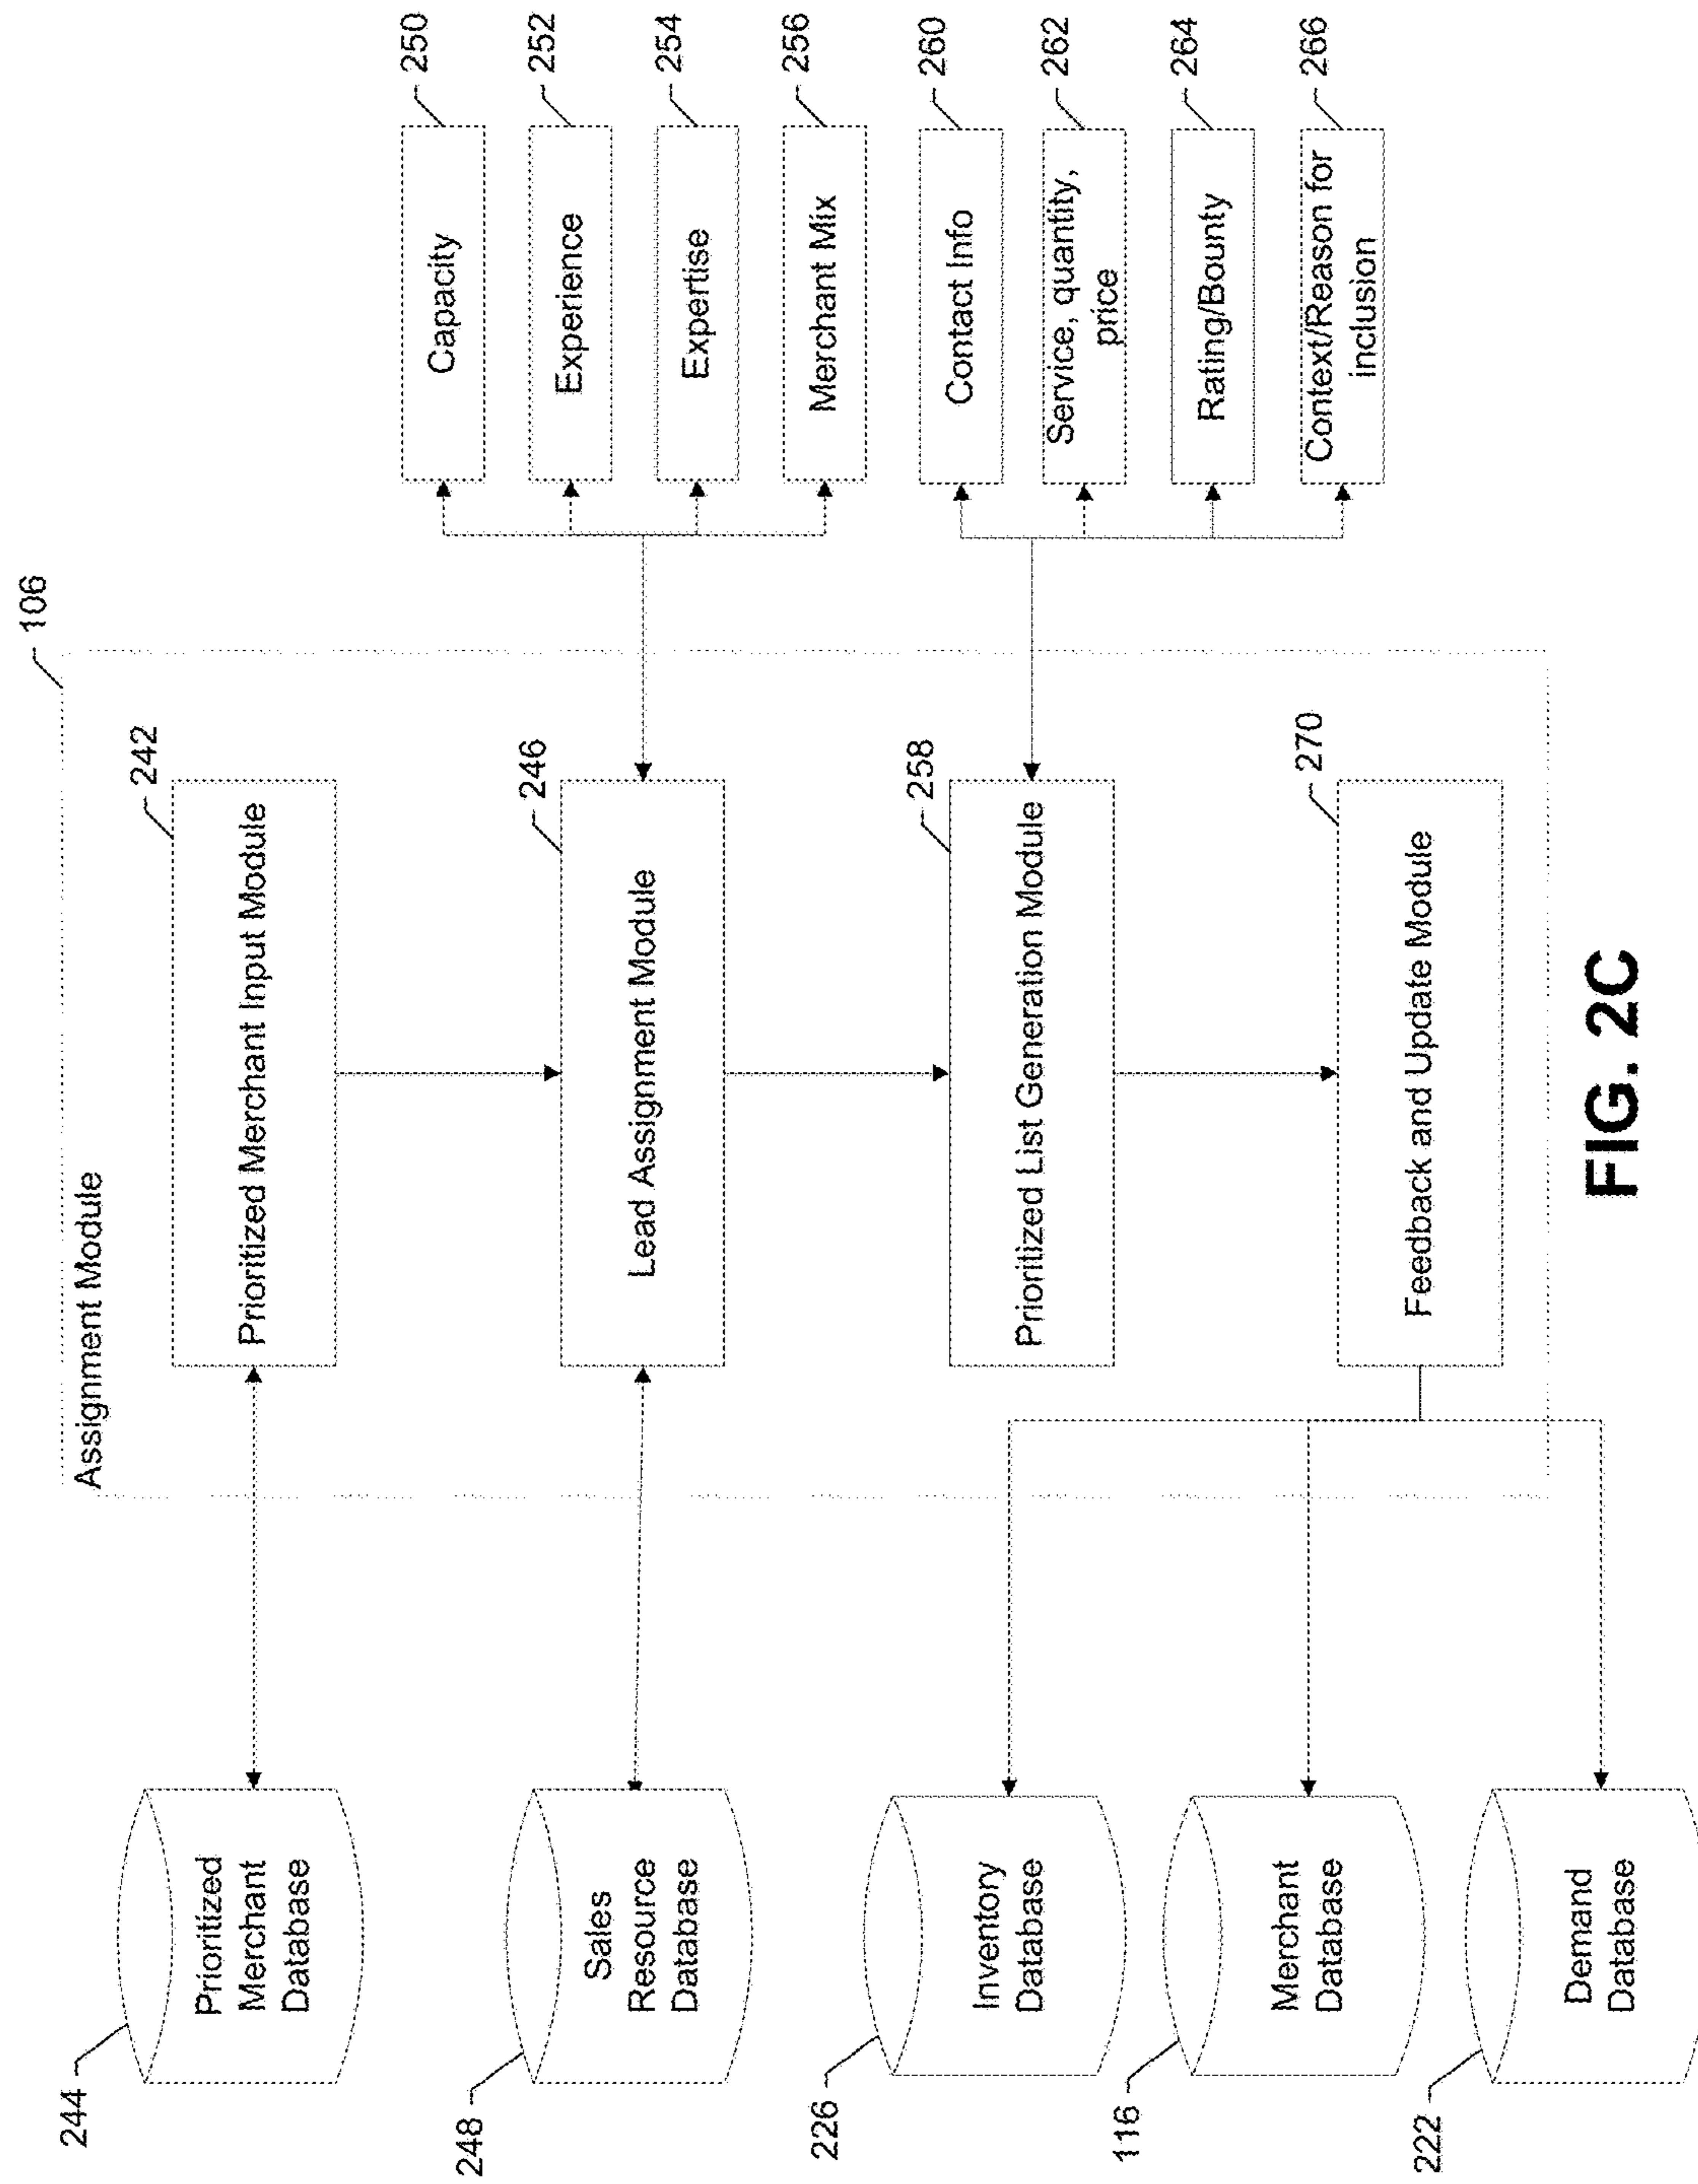 Assignment Module
106
244
Prioritized
Merchant
Database
242
Prioritized Merchant Input Module
248
Sales
Resource
Database
246
Lead Assignment Module
Capacity
250
Experience
252
Expertise
254
Merchant Mix
256
226
Inventory
Database
258
Prioritized List Generation Module
Contact Info
260
Service, quantity,
price
262
Rating/Bounty
264
Context/Reason for
inclusion
266
116
Merchant
Database
270
Feedback and Update Module
222
Demand
Database
FIG. 2C